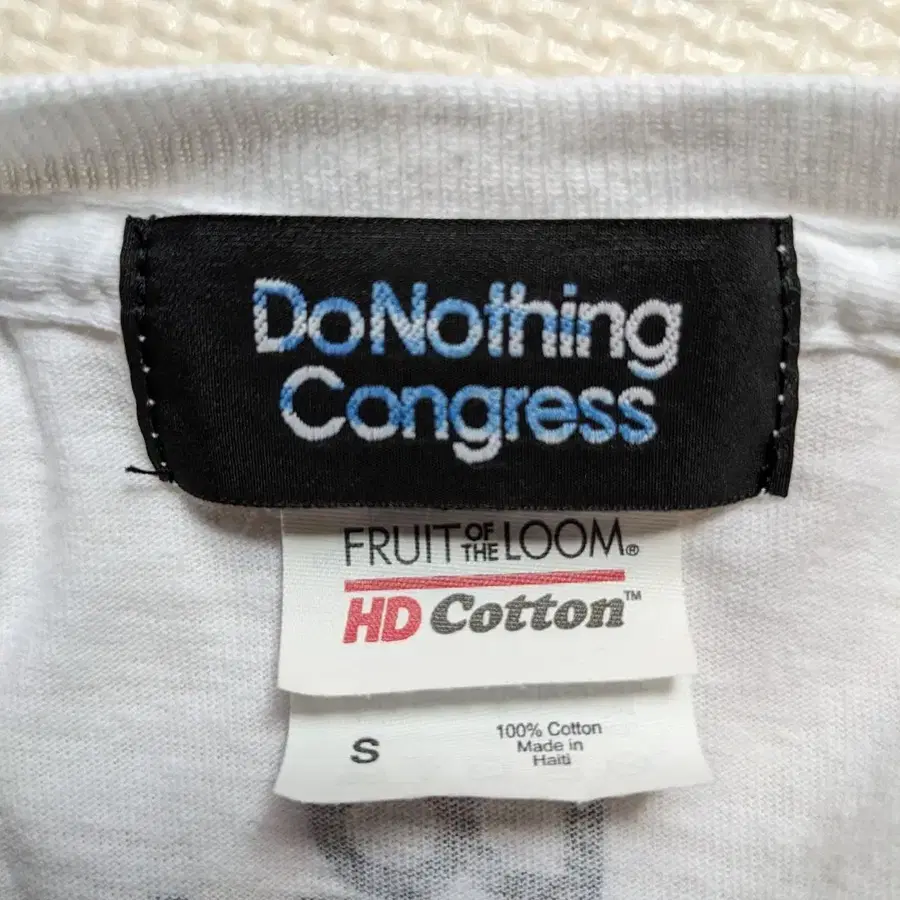 DoNothing
Congress
FRUIT OF THE LOOM®
HD Cotton™
S
100% Cotton
Made in
Haiti